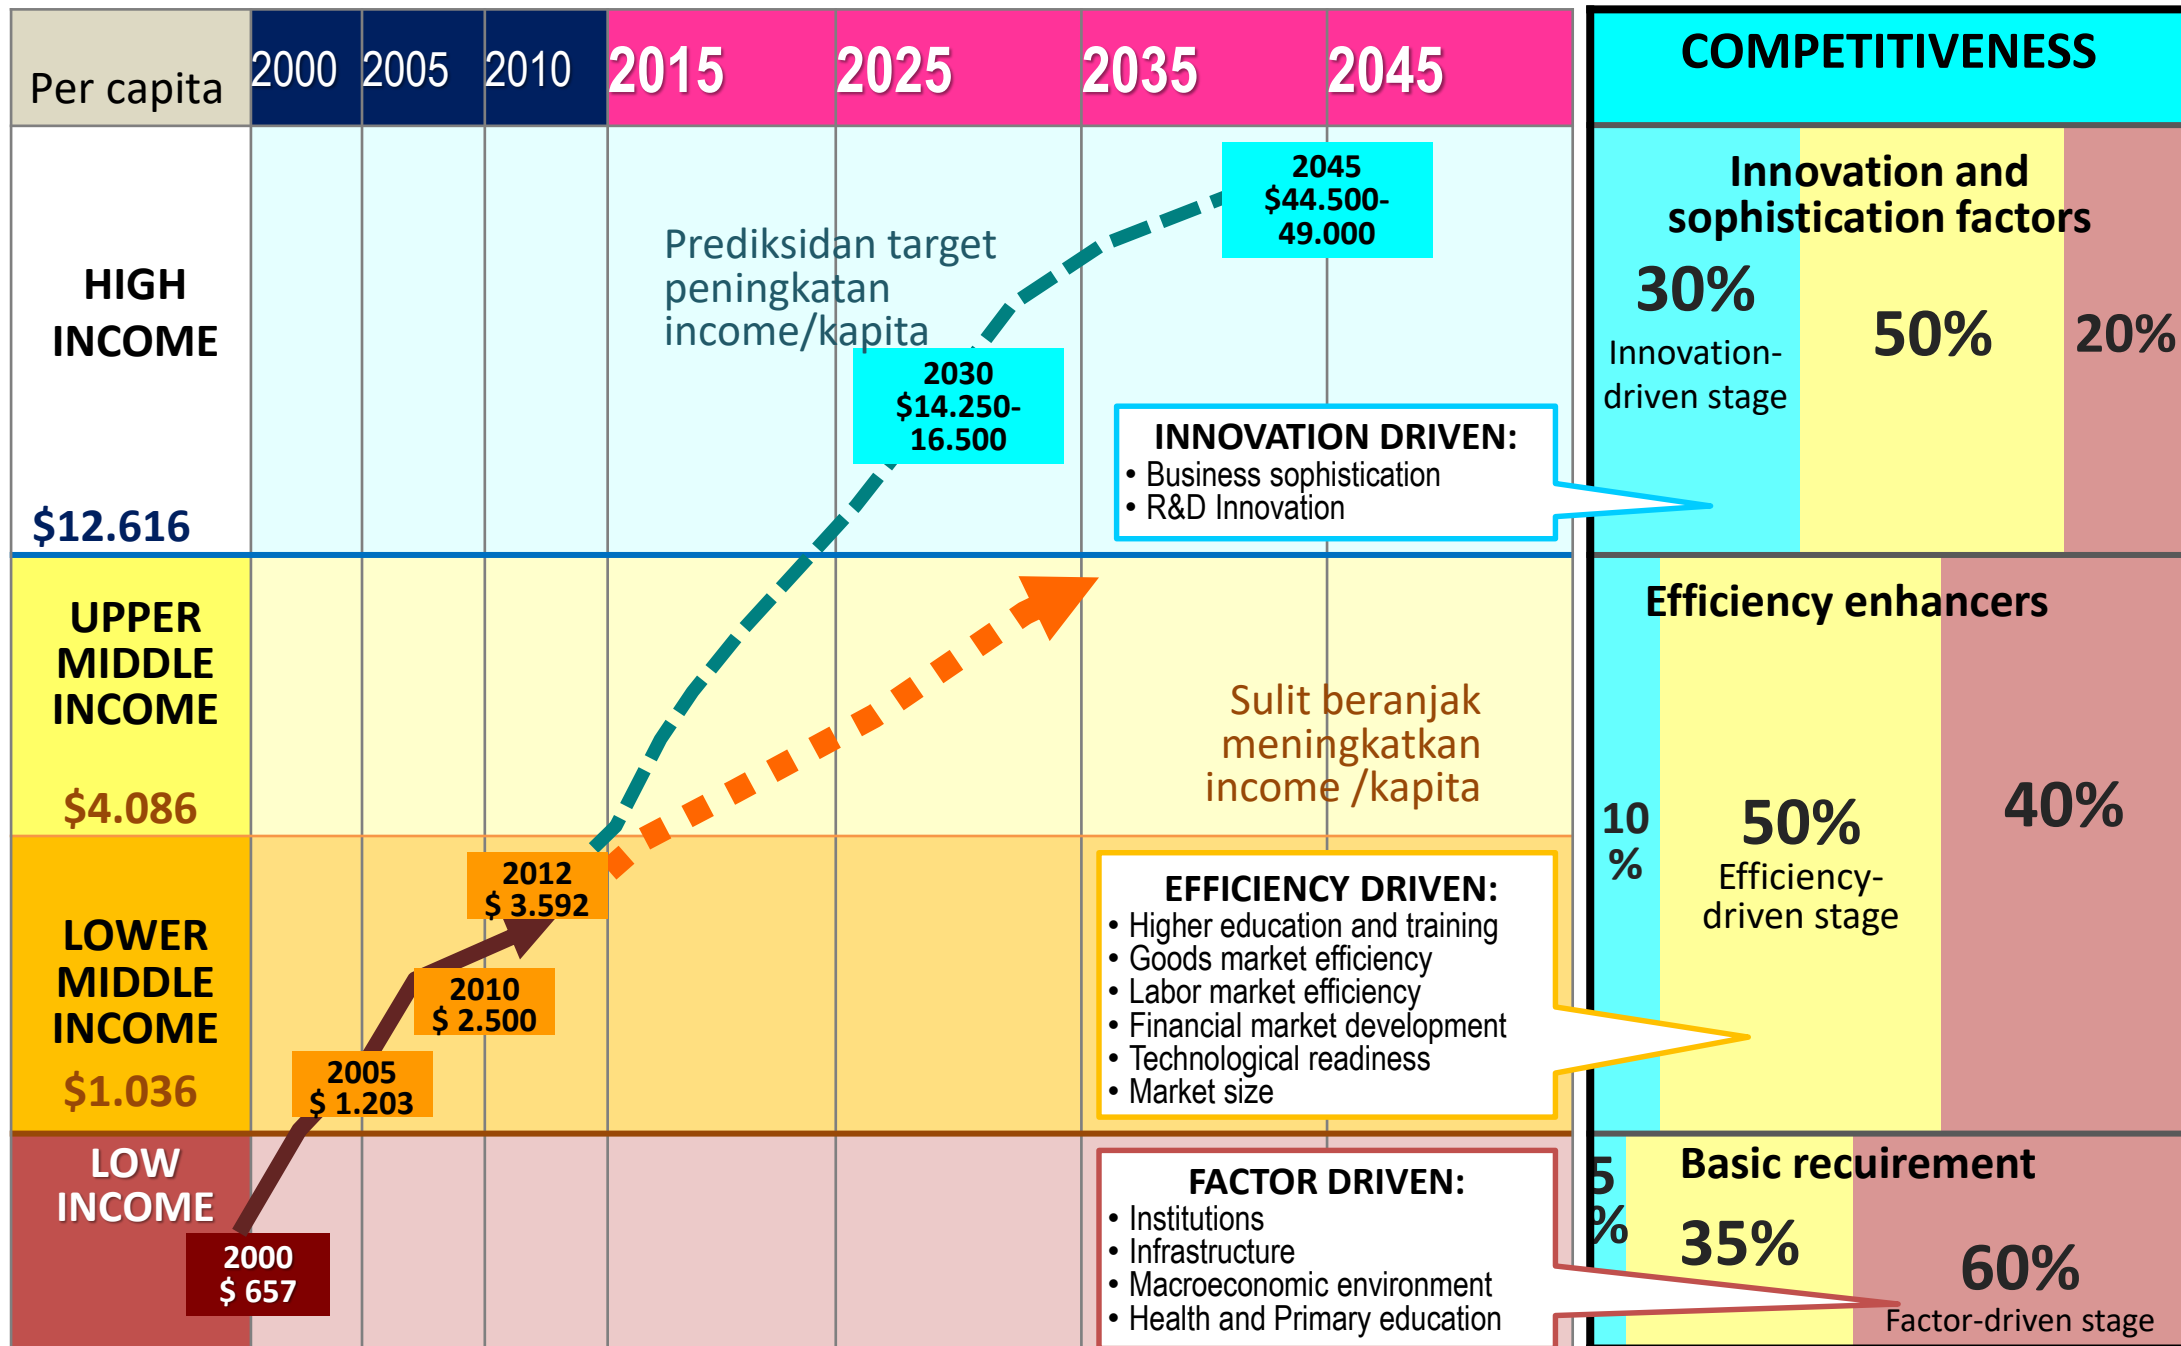 Per capita
2000
2005
2010
2015
2025
2035
2045
COMPETITIVENESS
HIGH
INCOME
$12.616
UPPER
MIDDLE
INCOME
$4.086
LOWER
MIDDLE
INCOME
$1.036
LOW
INCOME
2000
$ 657
2005
$ 1.203
2010
$ 2.500
2012
$ 3.592
Prediksidan target
peningkatan
income/kapita
2030
$14.250-
16.500
2045
$44.500-
49.000
Sulit beranjak
meningkatkan
income /kapita
INNOVATION DRIVEN:
• Business sophistication
• R&D Innovation
EFFICIENCY DRIVEN:
• Higher education and training
• Goods market efficiency
• Labor market efficiency
• Financial market development
• Technological readiness
• Market size
FACTOR DRIVEN:
• Institutions
• Infrastructure
• Macroeconomic environment
• Health and Primary education
Innovation and
sophistication factors
30%
Innovation-
driven stage
50%
20%
Efficiency enhancers
10
%
50%
Efficiency-
driven stage
40%
Basic recuirement
5
%
35%
60%
Factor-driven stage